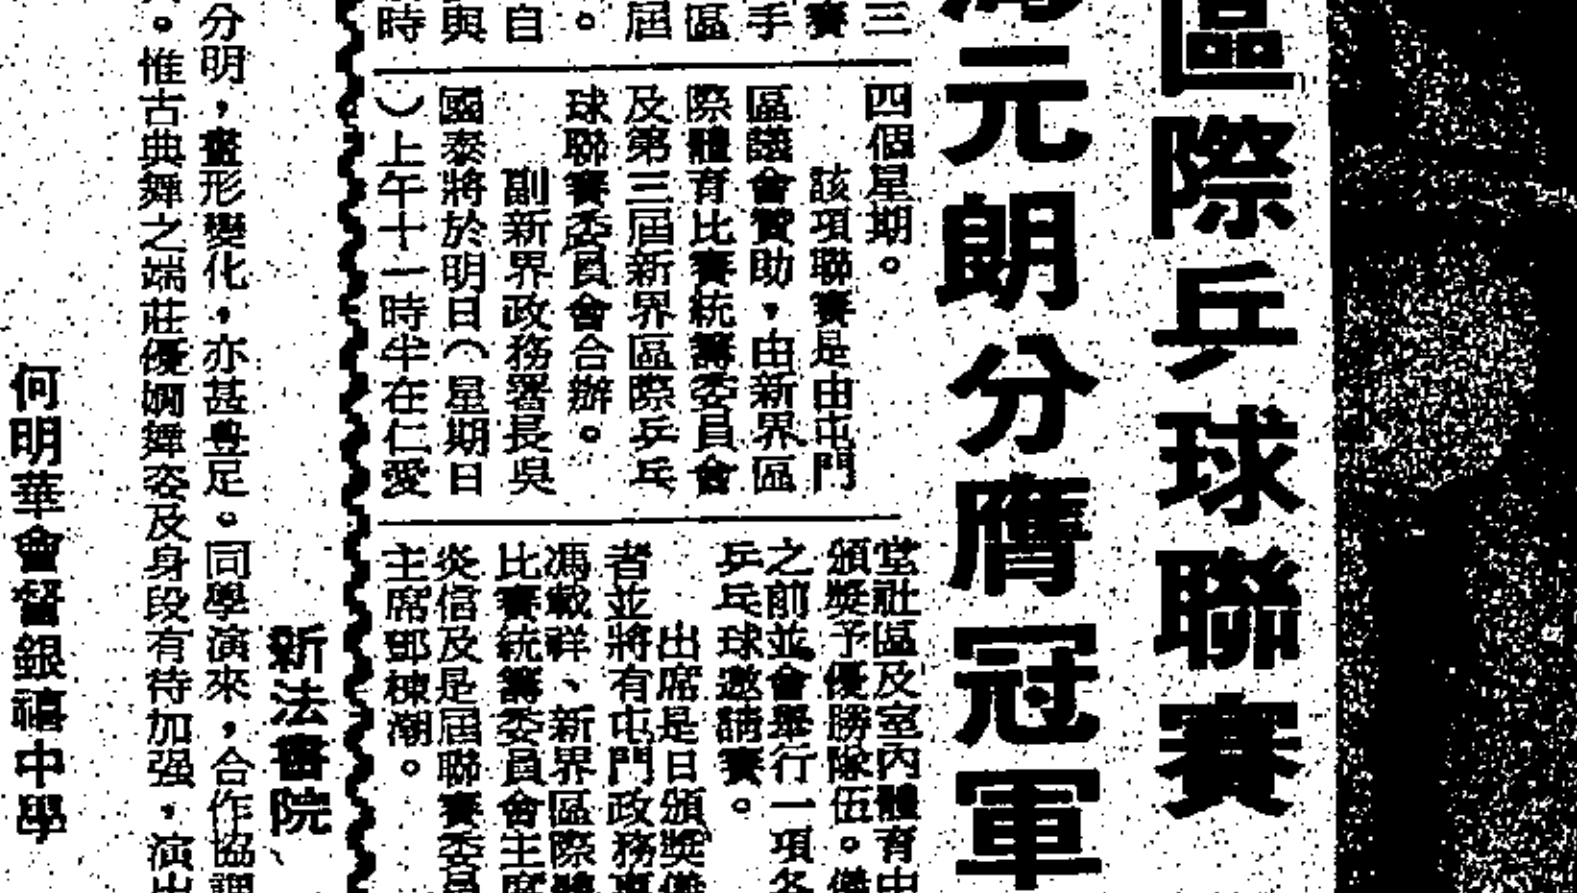 區際乒乓球聯賽
元朗分膺冠軍
三
賽
手
區
屆
。
自
與
時
四個星期。
該項聯賽是由屯門
區議會贊助，由新界區
際體育比賽統籌委員會
及第三屆新界區際乒乓
球聯賽委員會合辦。
副新界政務署長吳
國泰將於明日（星期日
）上午十一時半在仁愛
堂社區及室內體育中
頒獎予優勝隊伍。
之前並會舉行一項各
乒乓球邀請賽。
出席是日頒獎儀
者並將有屯門政務專
馮載祥、新界區際體
比賽統籌委員會主席
炎信及是屆聯賽委員
主席鄧棟潮。
新法書院、
分明，畫形變化，亦甚粵足。同學演來，合作協調
。惟古典舞之端莊優嫻舞姿及身段有待加强，演出
何明華會督銀禧中學